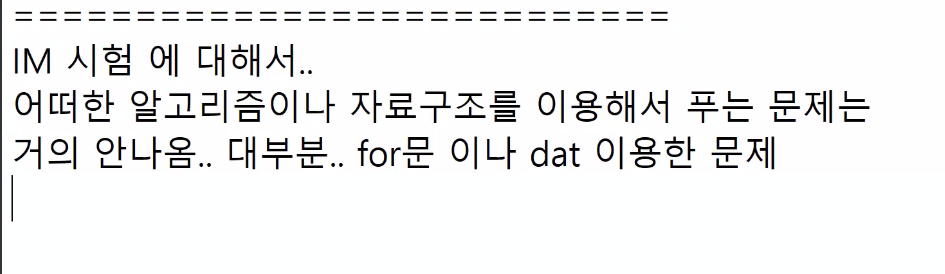 ===========================
IM 시험 에 대해서..
어떠한 알고리즘이나 자료구조를 이용해서 푸는 문제는
거의 안나옴.. 대부분.. for문 이나 dat 이용한 문제